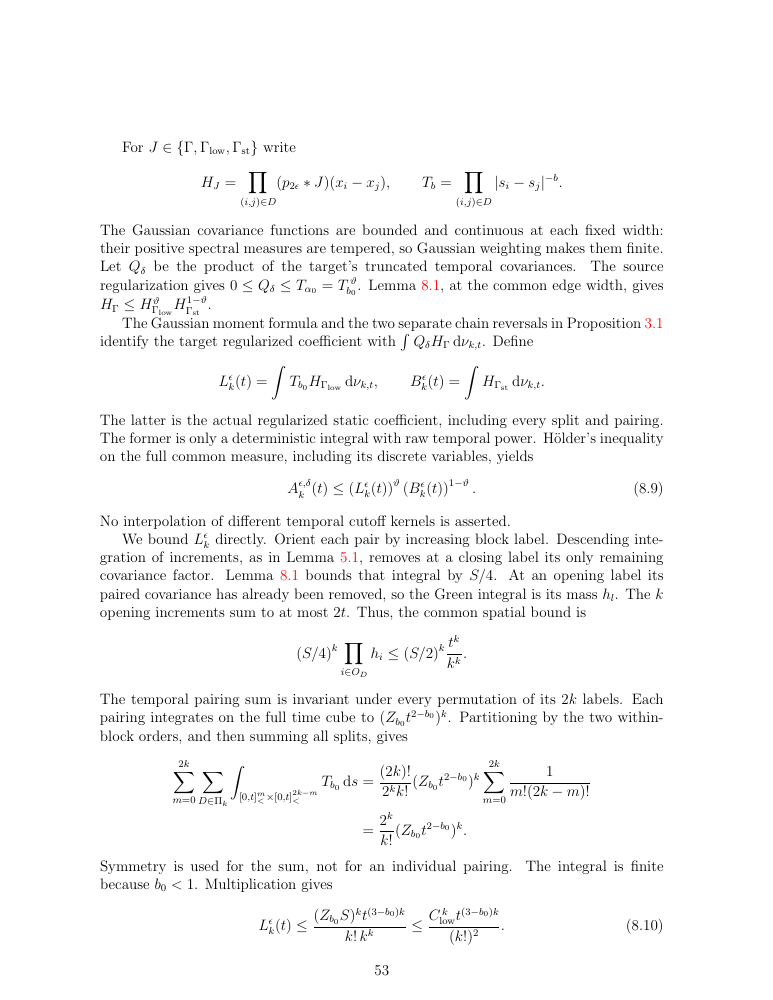 For J ∈ {Γ, Γ_low, Γ_st} write
H_J = ∏_{(i,j)∈D} (p_{2ϵ} ∗ J)(x_i − x_j), T_b = ∏_{(i,j)∈D} |s_i − s_j|^{−b}.
The Gaussian covariance functions are bounded and continuous at each fixed width:
their positive spectral measures are tempered, so Gaussian weighting makes them finite.
Let Q_δ be the product of the target's truncated temporal covariances. The source
regularization gives 0 ≤ Q_δ ≤ T_{α_0} = T_{b_0}^ϑ. Lemma 8.1, at the common edge width, gives
H_Γ ≤ H_{Γ_low}^ϑ H_{Γ_st}^{1−ϑ}.
The Gaussian moment formula and the two separate chain reversals in Proposition 3.1
identify the target regularized coefficient with ∫ Q_δ H_Γ dν_{k,t}. Define
L_k^ϵ(t) = ∫ T_{b_0} H_{Γ_low} dν_{k,t}, B_k^ϵ(t) = ∫ H_{Γ_st} dν_{k,t}.
The latter is the actual regularized static coefficient, including every split and pairing.
The former is only a deterministic integral with raw temporal power. Hölder's inequality
on the full common measure, including its discrete variables, yields
A_k^{ϵ,δ}(t) ≤ (L_k^ϵ(t))^ϑ (B_k^ϵ(t))^{1−ϑ}. (8.9)
No interpolation of different temporal cutoff kernels is asserted.
We bound L_k^ϵ directly. Orient each pair by increasing block label. Descending inte-
gration of increments, as in Lemma 5.1, removes at a closing label its only remaining
covariance factor. Lemma 8.1 bounds that integral by S/4. At an opening label its
paired covariance has already been removed, so the Green integral is its mass h_l. The k
opening increments sum to at most 2t. Thus, the common spatial bound is
(S/4)^k ∏_{i∈O_D} h_i ≤ (S/2)^k \frac{t^k}{k^k}.
The temporal pairing sum is invariant under every permutation of its 2k labels. Each
pairing integrates on the full time cube to (Z_{b_0} t^{2−b_0})^k. Partitioning by the two within-
block orders, and then summing all splits, gives
∑_{m=0}^{2k} ∑_{D∈Π_k} ∫_{[0,t]_<^m×[0,t]_<^{2k−m}} T_{b_0} ds = \frac{(2k)!}{2^k k!} (Z_{b_0} t^{2−b_0})^k ∑_{m=0}^{2k} \frac{1}{m!(2k − m)!}
= \frac{2^k}{k!} (Z_{b_0} t^{2−b_0})^k.
Symmetry is used for the sum, not for an individual pairing. The integral is finite
because b_0 < 1. Multiplication gives
L_k^ϵ(t) ≤ \frac{(Z_{b_0} S)^k t^{(3−b_0)k}}{k! k^k} ≤ \frac{C_low^k t^{(3−b_0)k}}{(k!)^2}. (8.10)
53